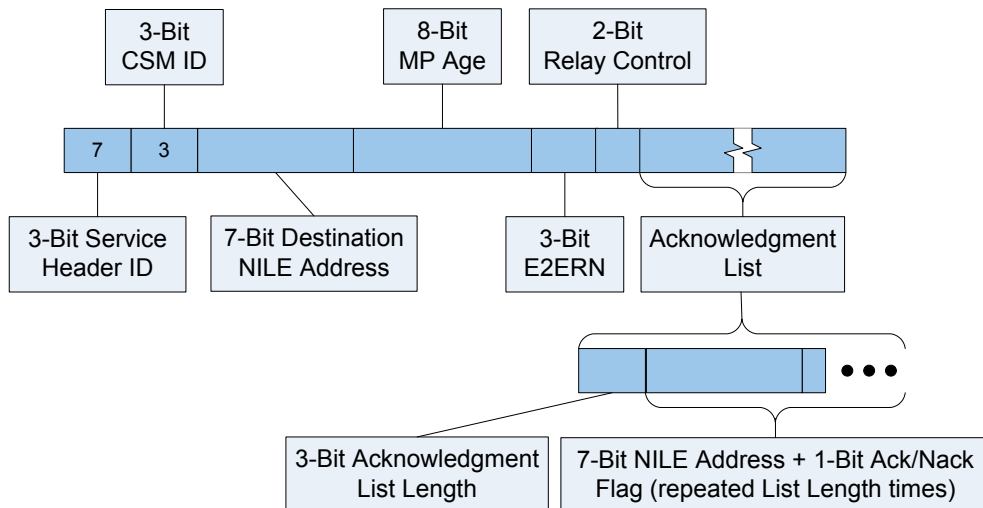 3-Bit
CSM ID
8-Bit
MP Age
2-Bit
Relay Control
7
3
3-Bit Service
Header ID
7-Bit Destination
NILE Address
3-Bit
E2ERN
Acknowledgment
List
3-Bit Acknowledgment
List Length
7-Bit NILE Address + 1-Bit Ack/Nack
Flag (repeated List Length times)